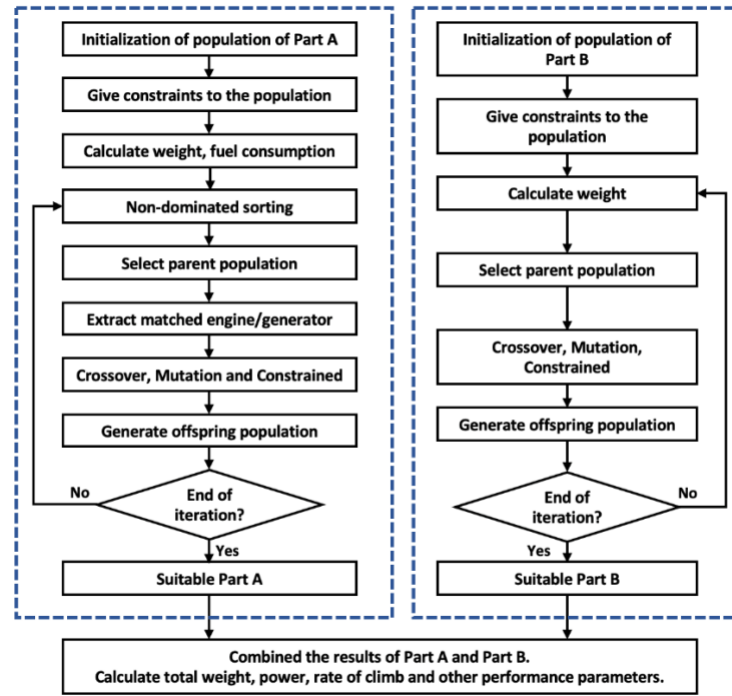 Initialization of population of Part A
Give constraints to the population
Calculate weight, fuel consumption
Non-dominated sorting
Select parent population
Extract matched engine/generator
Crossover, Mutation and Constrained
Generate offspring population
No
End of
iteration?
Yes
Suitable Part A
Initialization of population of
Part B
Give constraints to the
population
Calculate weight
Select parent population
Crossover, Mutation,
Constrained
Generate offspring population
No
End of
iteration?
Yes
Suitable Part B
Combined the results of Part A and Part B.
Calculate total weight, power, rate of climb and other performance parameters.